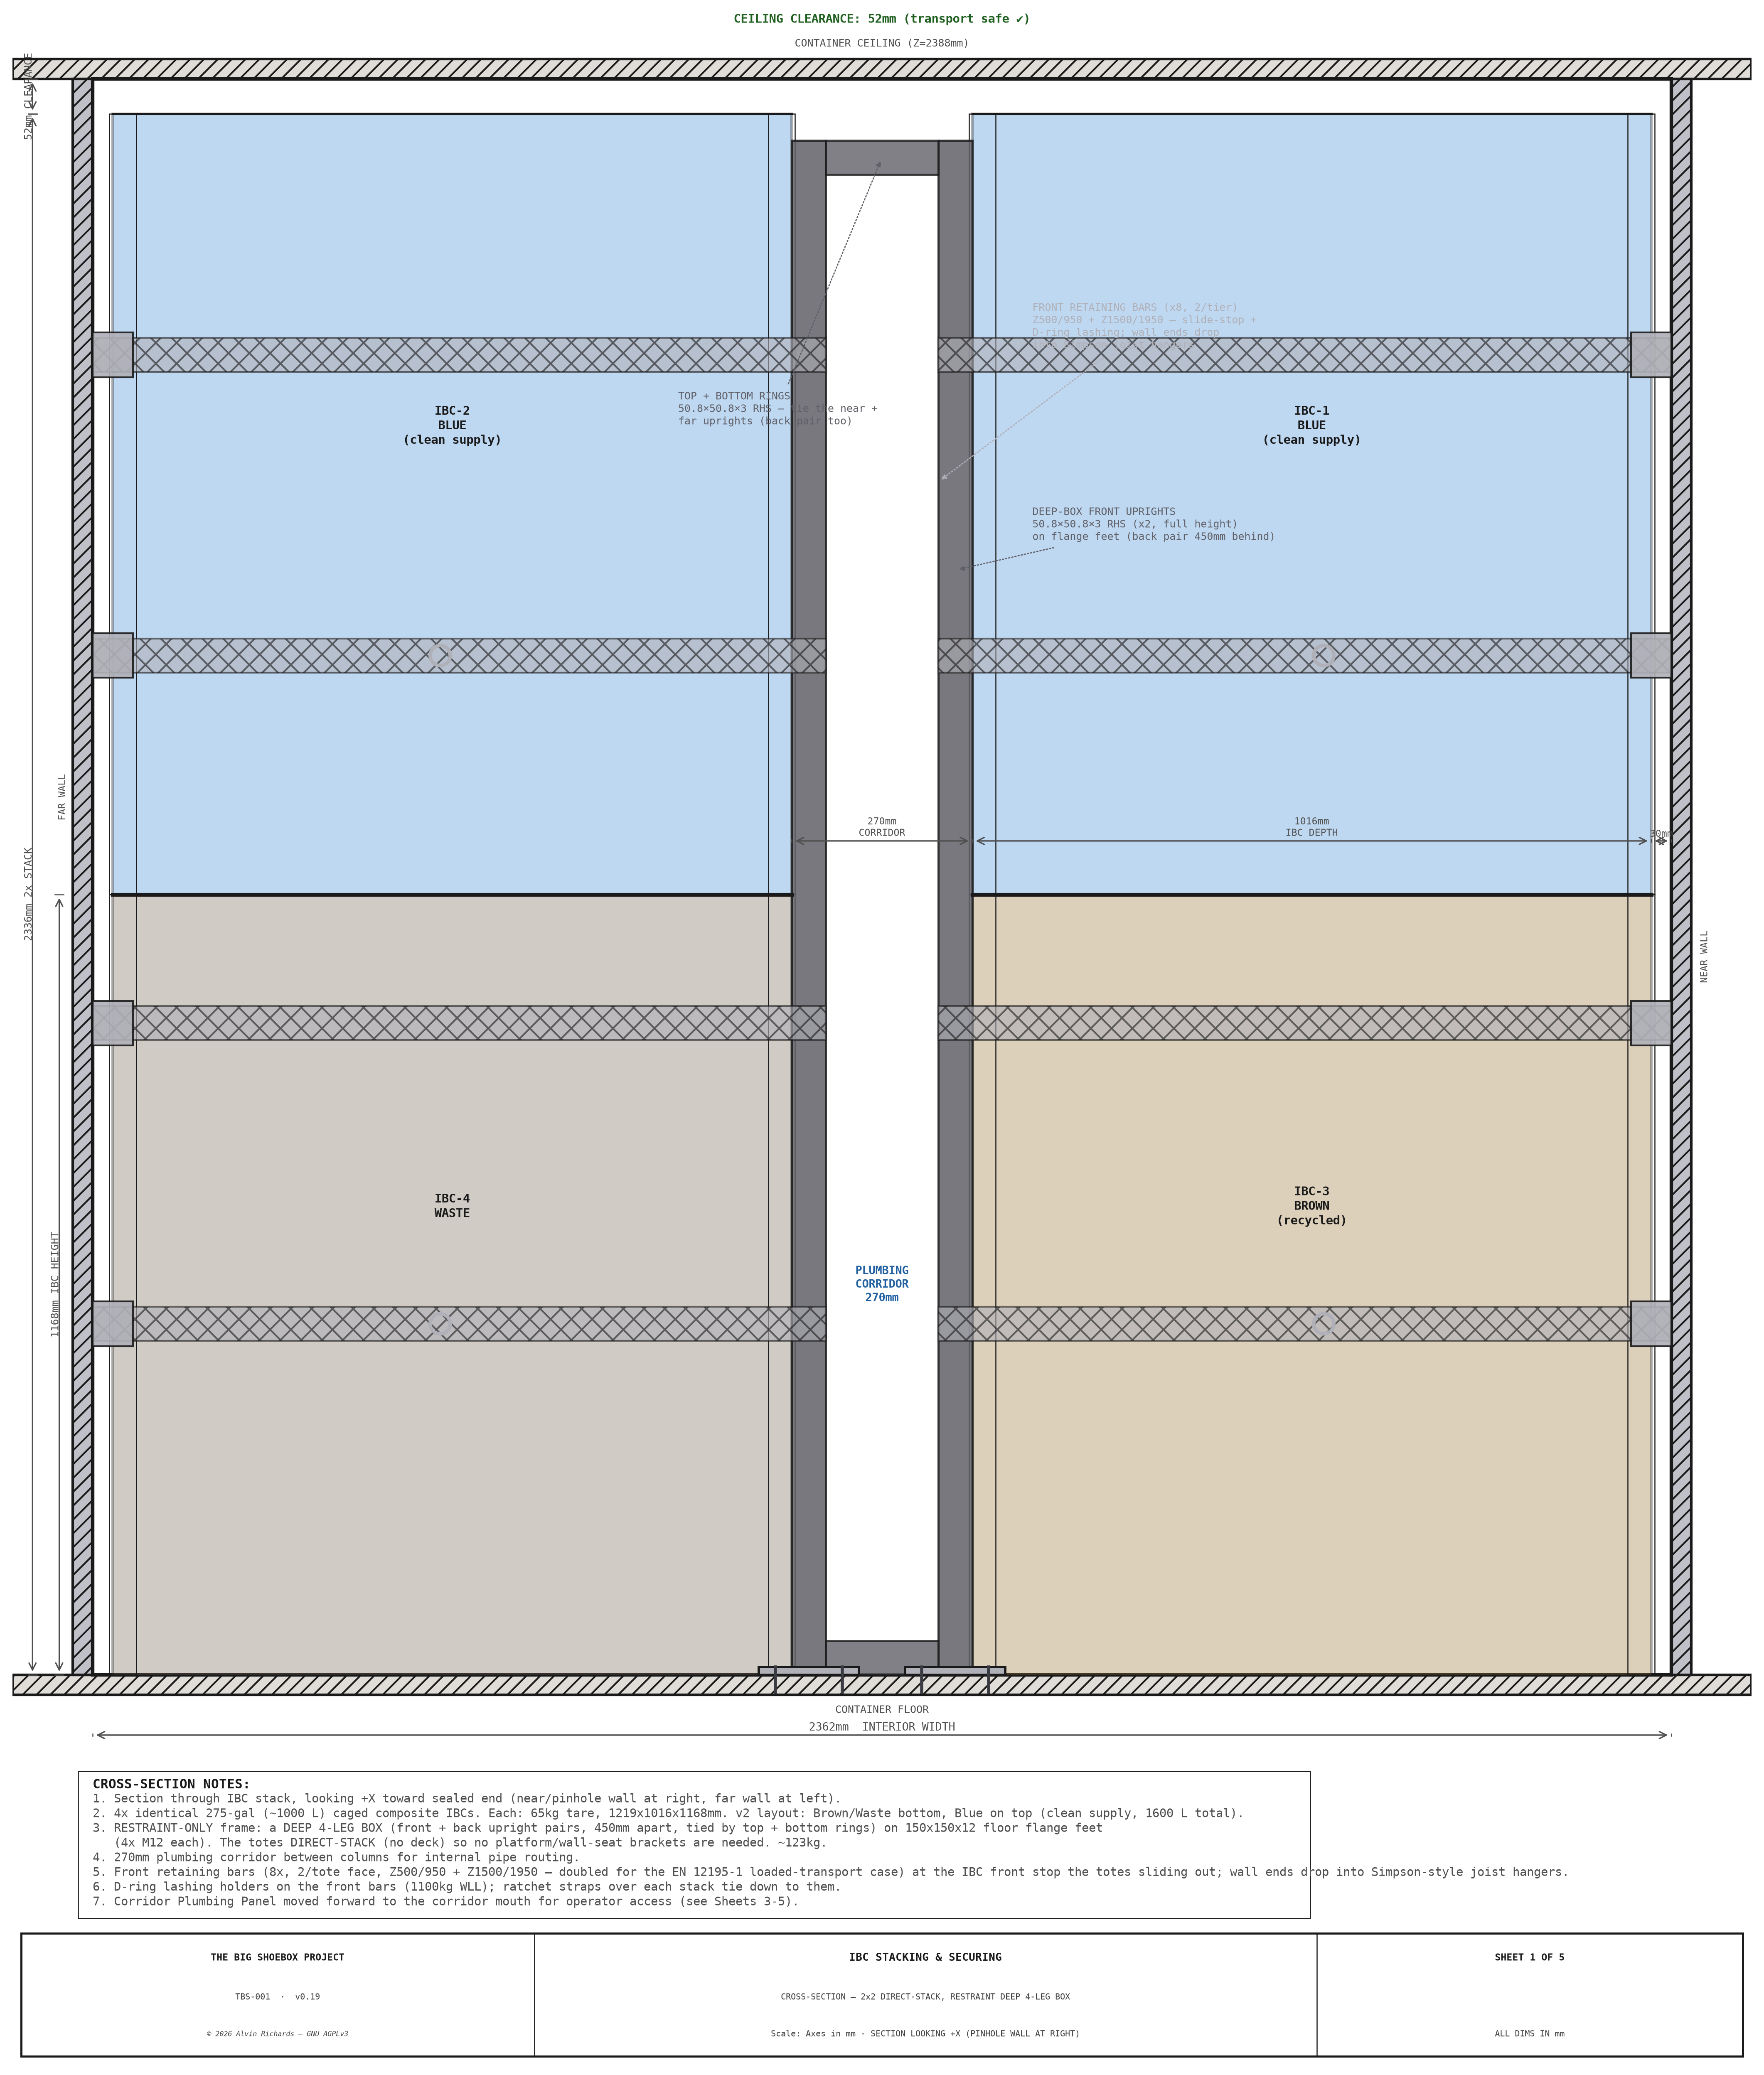 CEILING CLEARANCE: 52mm (transport safe ✔)
CONTAINER CEILING (Z=2388mm)
52mm CLEARANCE
FRONT RETAINING BARS (x8, 2/tier)
Z500/950 + Z1500/1950 — slide-stop +
D-ring lashing; wall ends drop
TOP + BOTTOM RINGS
50.8×50.8×3 RHS — tie the near +
far uprights (back pair too)
IBC-2
BLUE
(clean supply)
IBC-1
BLUE
(clean supply)
DEEP-BOX FRONT UPRIGHTS
50.8×50.8×3 RHS (x2, full height)
on flange feet (back pair 450mm behind)
FAR WALL
270mm
CORRIDOR
1016mm
IBC DEPTH
30mm
2336mm 2x STACK
NEAR WALL
IBC-4
WASTE
IBC-3
BROWN
(recycled)
1168mm IBC HEIGHT
PLUMBING
CORRIDOR
270mm
CONTAINER FLOOR
2362mm INTERIOR WIDTH
CROSS-SECTION NOTES:
1. Section through IBC stack, looking +X toward sealed end (near/pinhole wall at right, far wall at left).
2. 4x identical 275-gal (~1000 L) caged composite IBCs. Each: 65kg tare, 1219x1016x1168mm. v2 layout: Brown/Waste bottom, Blue on top (clean supply, 1600 L total).
3. RESTRAINT-ONLY frame: a DEEP 4-LEG BOX (front + back upright pairs, 450mm apart, tied by top + bottom rings) on 150x150x12 floor flange feet
(4x M12 each). The totes DIRECT-STACK (no deck) so no platform/wall-seat brackets are needed. ~123kg.
4. 270mm plumbing corridor between columns for internal pipe routing.
5. Front retaining bars (8x, 2/tote face, Z500/950 + Z1500/1950 — doubled for the EN 12195-1 loaded-transport case) at the IBC front stop the totes sliding out; wall ends drop into Simpson-style joist hangers.
6. D-ring lashing holders on the front bars (1100kg WLL); ratchet straps over each stack tie down to them.
7. Corridor Plumbing Panel moved forward to the corridor mouth for operator access (see Sheets 3-5).
THE BIG SHOEBOX PROJECT
TBS-001 · v0.19
© 2026 Alvin Richards — GNU AGPLv3
IBC STACKING & SECURING
CROSS-SECTION — 2x2 DIRECT-STACK, RESTRAINT DEEP 4-LEG BOX
Scale: Axes in mm - SECTION LOOKING +X (PINHOLE WALL AT RIGHT)
SHEET 1 OF 5
ALL DIMS IN mm